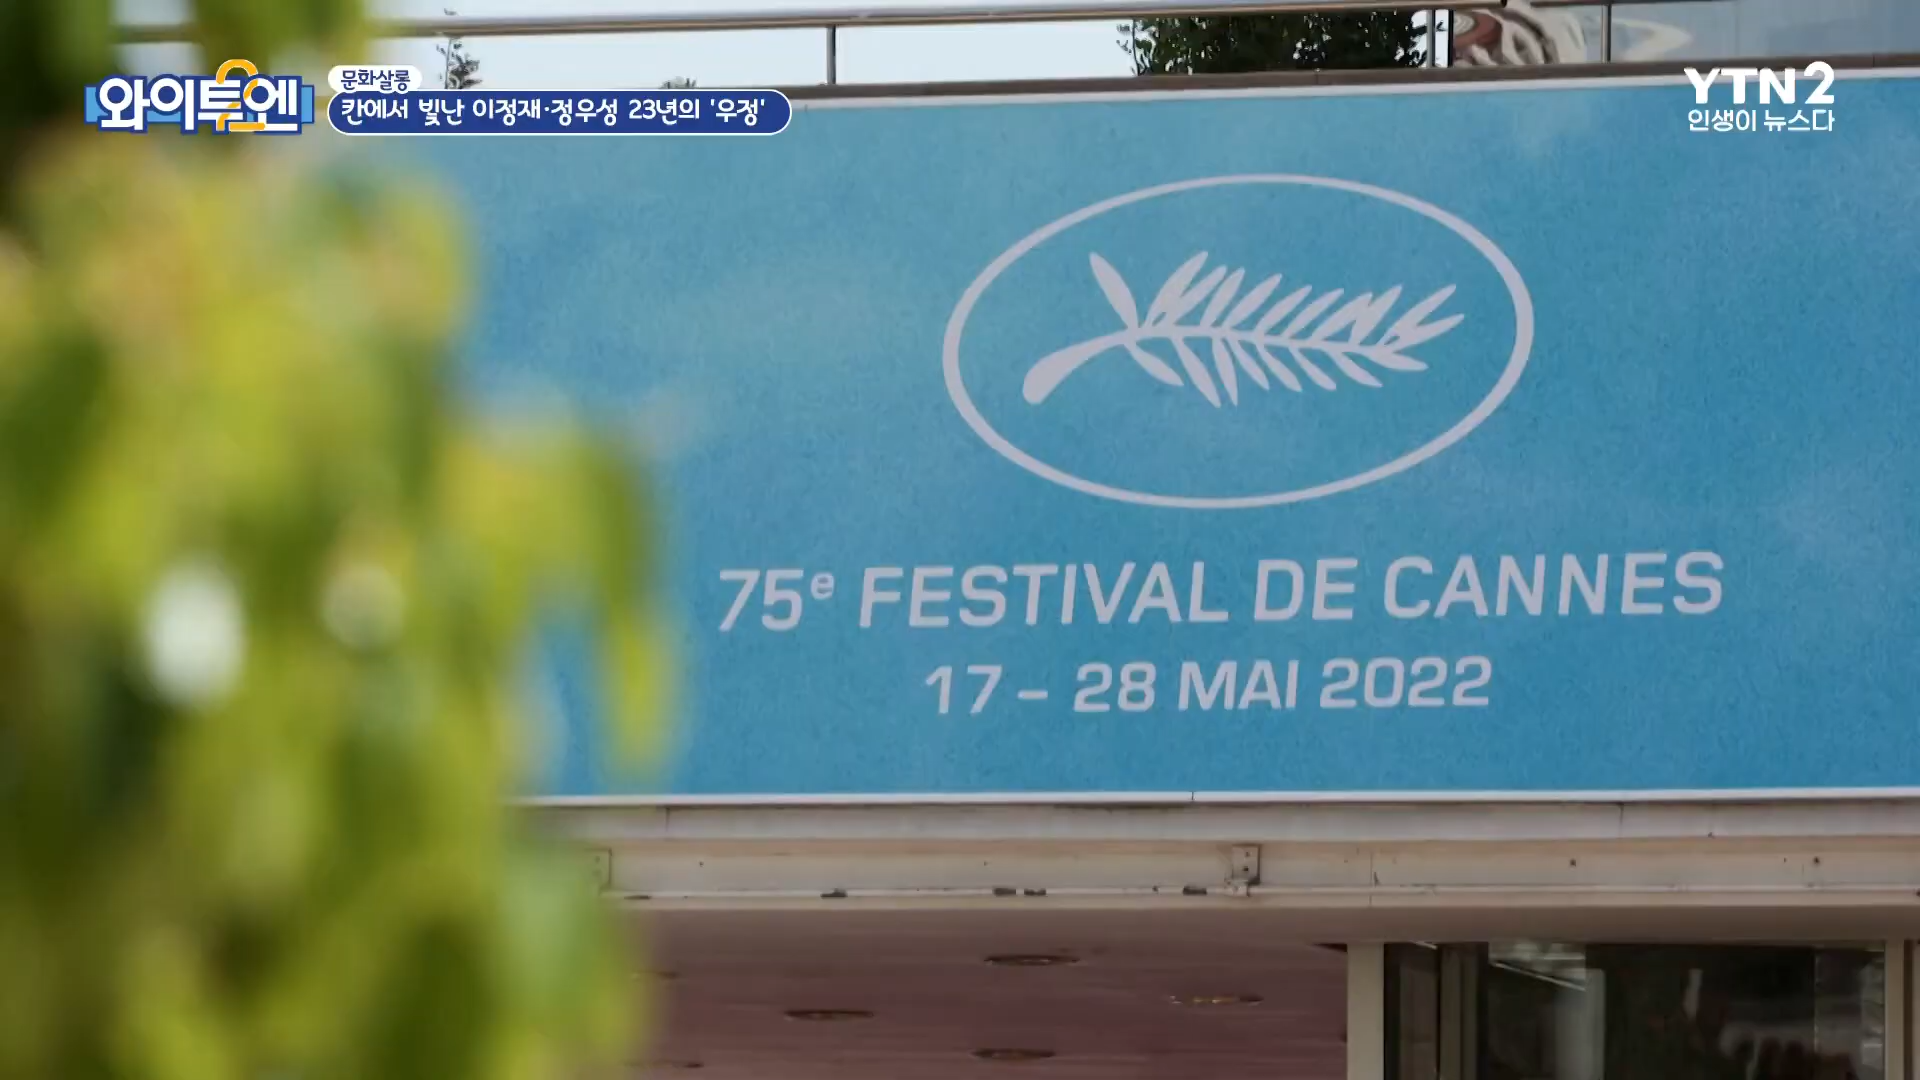 와이투엔
문화살롱
칸에서 빛난 이정재·정우성 23년의 '우정'
YTN2
인생이 뉴스다
75e FESTIVAL DE CANNES
17 – 28 MAI 2022